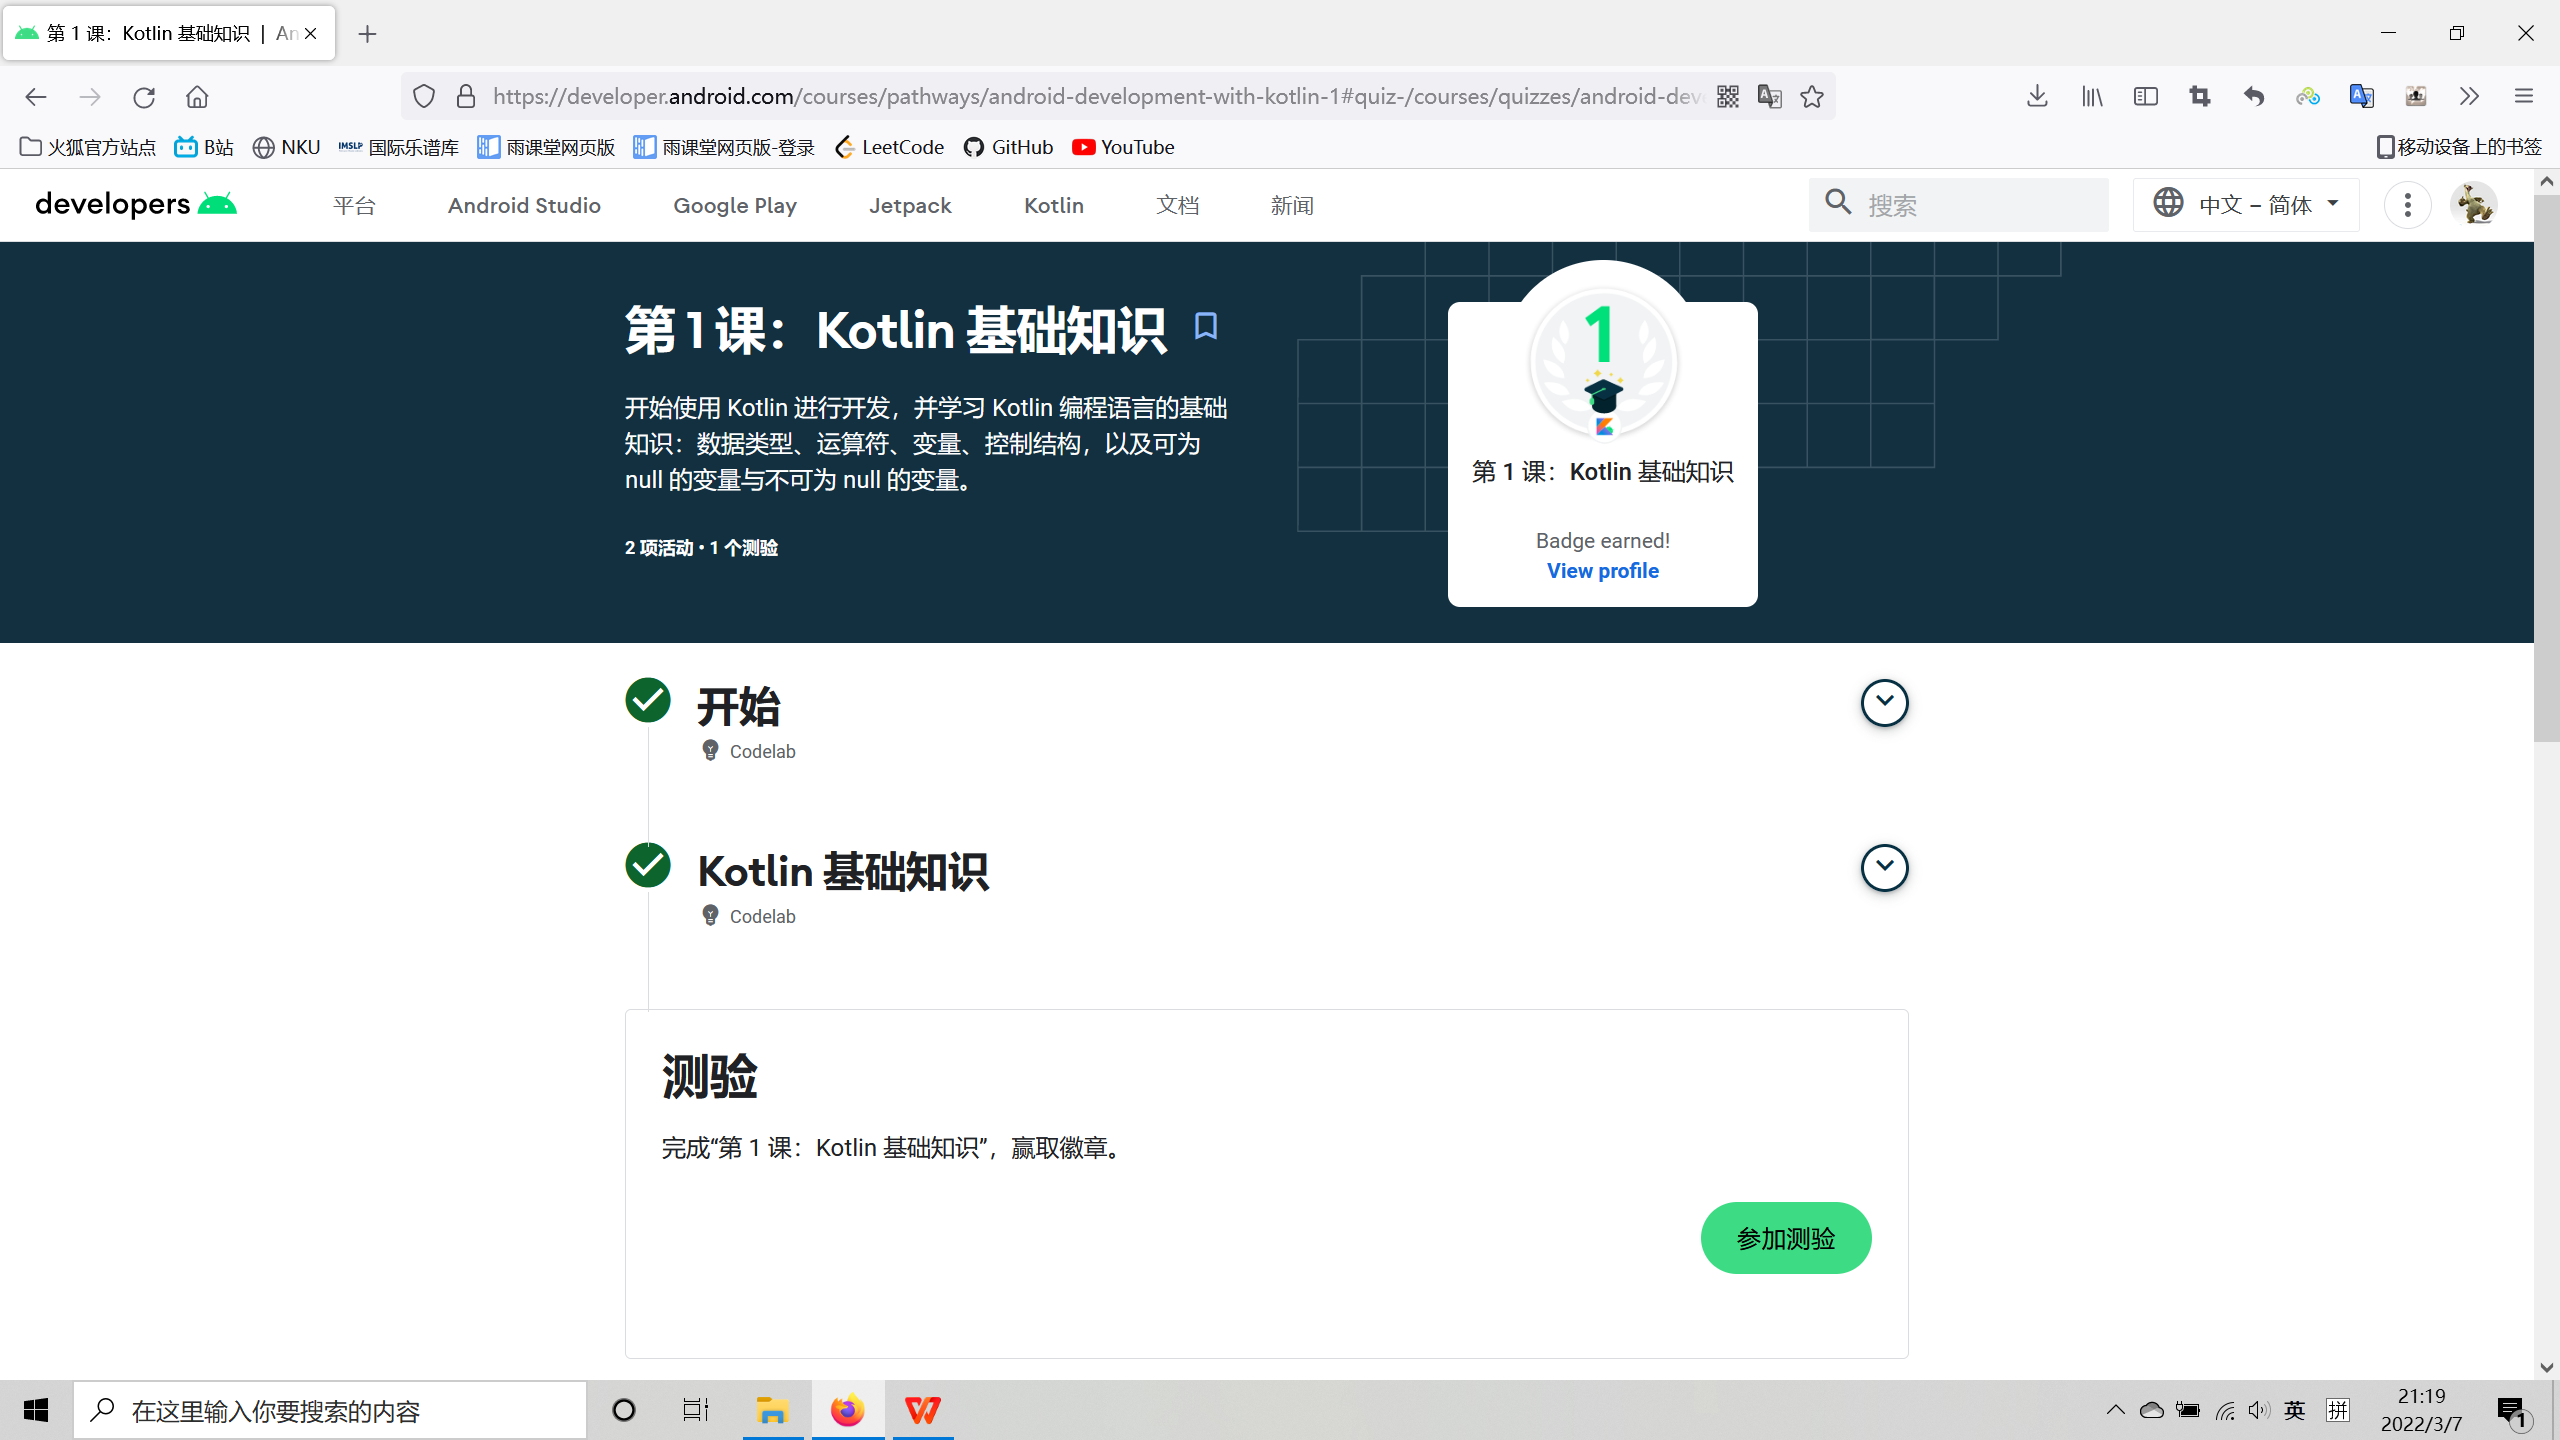 第 1 课：Kotlin 基础知识 | An
https://developer.android.com/courses/pathways/android-development-with-kotlin-1#quiz-/courses/quizzes/android-dev
火狐官方站点 B站 NKU IMSLP 国际乐谱库 雨课堂网页版 雨课堂网页版-登录 LeetCode GitHub YouTube 移动设备上的书签
developers 平台 Android Studio Google Play Jetpack Kotlin 文档 新闻 搜索 中文 – 简体
第 1 课：Kotlin 基础知识
开始使用 Kotlin 进行开发，并学习 Kotlin 编程语言的基础
知识：数据类型、运算符、变量、控制结构，以及可为
null 的变量与不可为 null 的变量。
2 项活动 • 1 个测验
1
第 1 课：Kotlin 基础知识
Badge earned!
View profile
开始
Codelab
Kotlin 基础知识
Codelab
测验
完成“第 1 课：Kotlin 基础知识”，赢取徽章。
参加测验
在这里输入你要搜索的内容
英 拼
21:19
2022/3/7
1